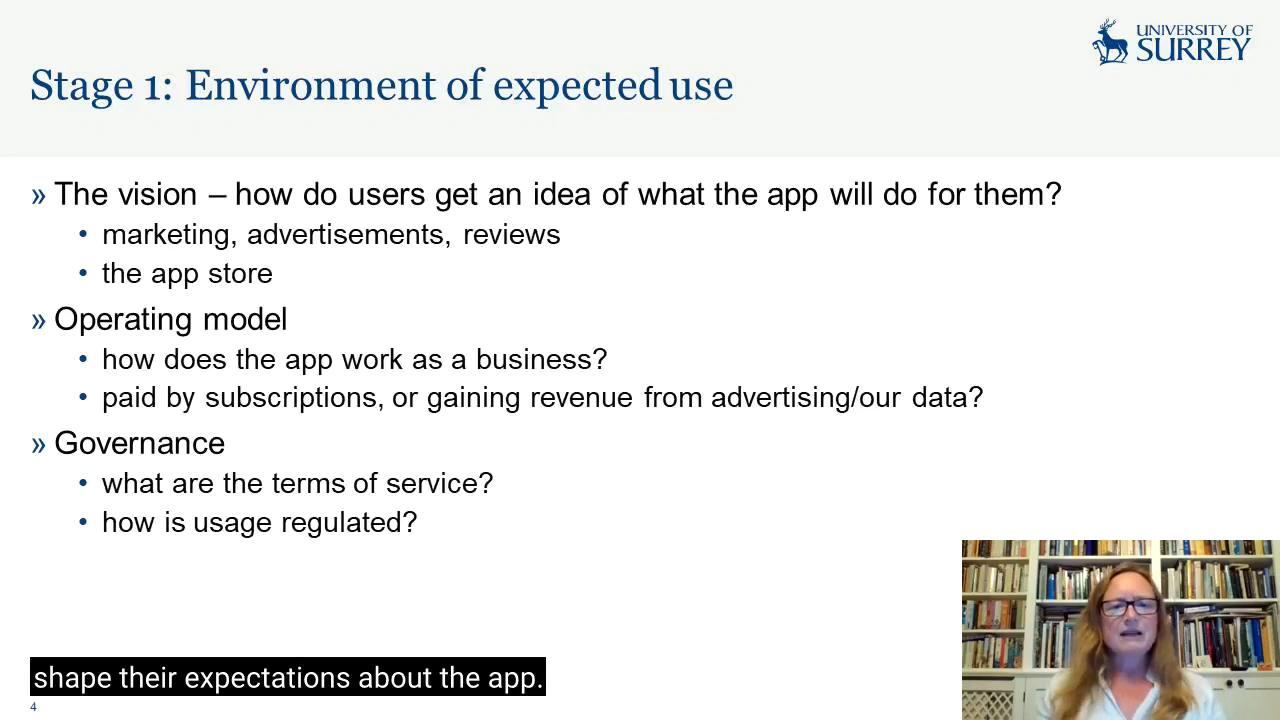 UNIVERSITY OF
SURREY
Stage 1: Environment of expected use
» The vision – how do users get an idea of what the app will do for them?
• marketing, advertisements, reviews
• the app store
» Operating model
• how does the app work as a business?
• paid by subscriptions, or gaining revenue from advertising/our data?
» Governance
• what are the terms of service?
• how is usage regulated?
shape their expectations about the app.
4